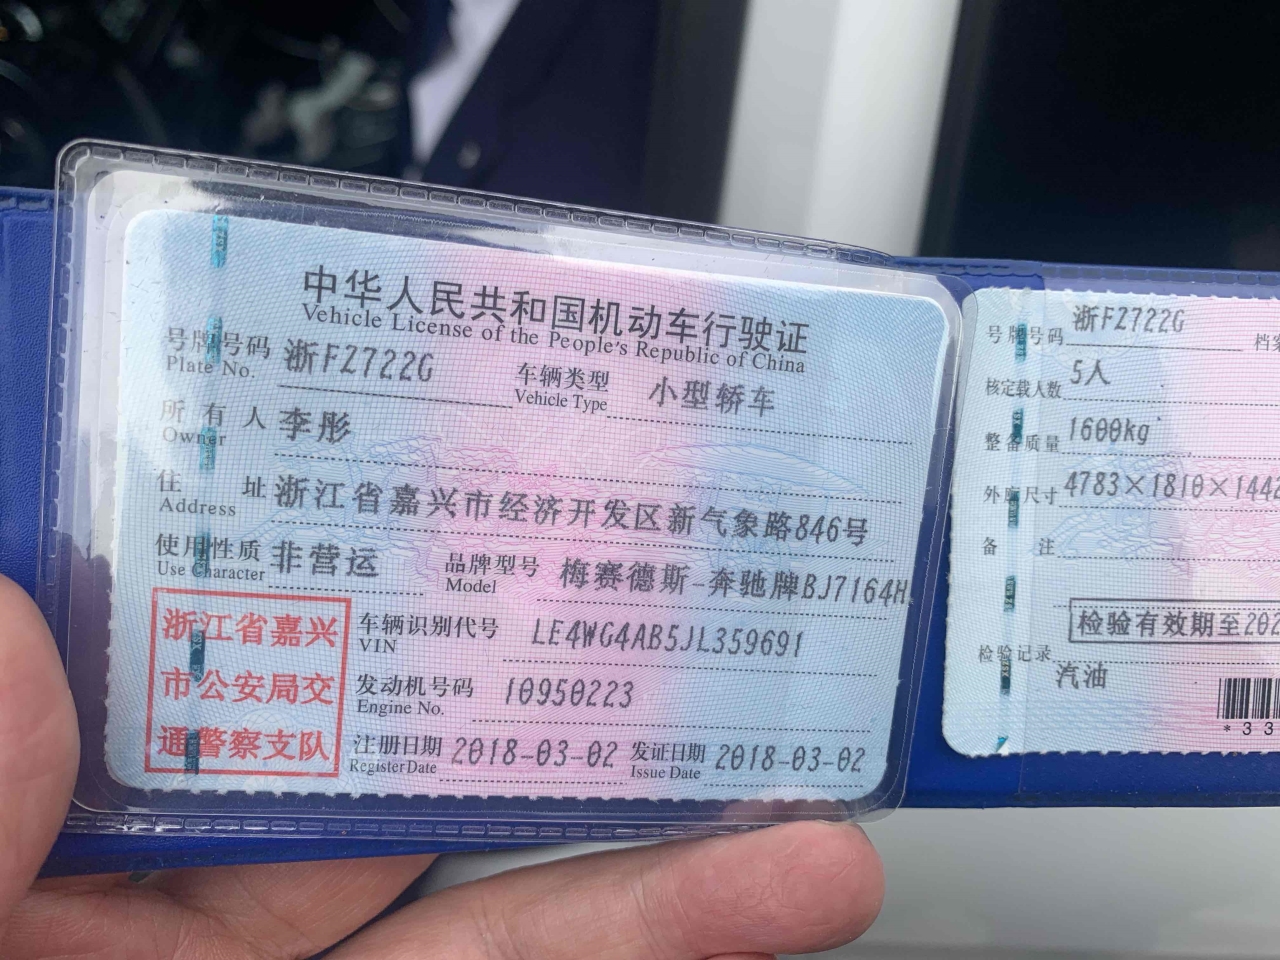 中华人民共和国机动车行驶证
Vehicle License of the People's Republic of China
号牌号码 浙FZ722G 车辆类型 小型轿车
Plate No. Vehicle Type
所有人 李彤
Owner
住址 浙江省嘉兴市经济开发区新气象路846号
Address
使用性质 非营运 品牌型号 梅赛德斯-奔驰牌BJ7164H
Use Character Model
浙江省嘉兴
市公安局交
通警察支队
车辆识别代号 LE4WG4AB5JL359691
VIN
发动机号码 10950223
Engine No.
注册日期 2018-03-02 发证日期 2018-03-02
Register Date Issue Date
号牌号码 浙FZ722G 档案
核定载人数 5人
整备质量 1600kg
外廓尺寸 4783×1810×1442
备注
检验有效期至202
检验记录
汽油
*33